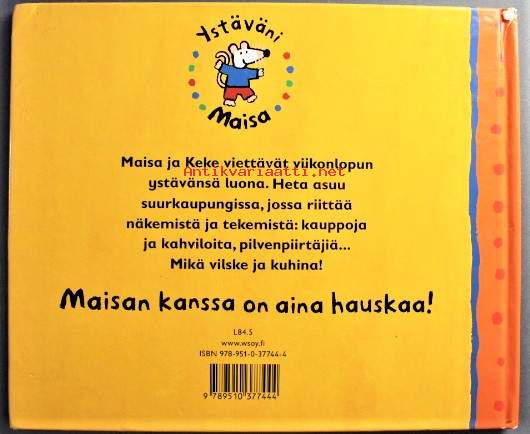 Ystäväni
Maisa
Maisa ja Keke viettävät viikonlopun
Antikvariaatti.net
ystävänsä luona. Heta asuu
suurkaupungissa, jossa riittää
näkemistä ja tekemistä: kauppoja
ja kahviloita, pilvenpiirtäjiä...
Mikä vilske ja kuhina!
Maisan kanssa on aina hauskaa!
L84.5
www.wsoy.fi
ISBN 978-951-0-37744-4
9 789510 377444